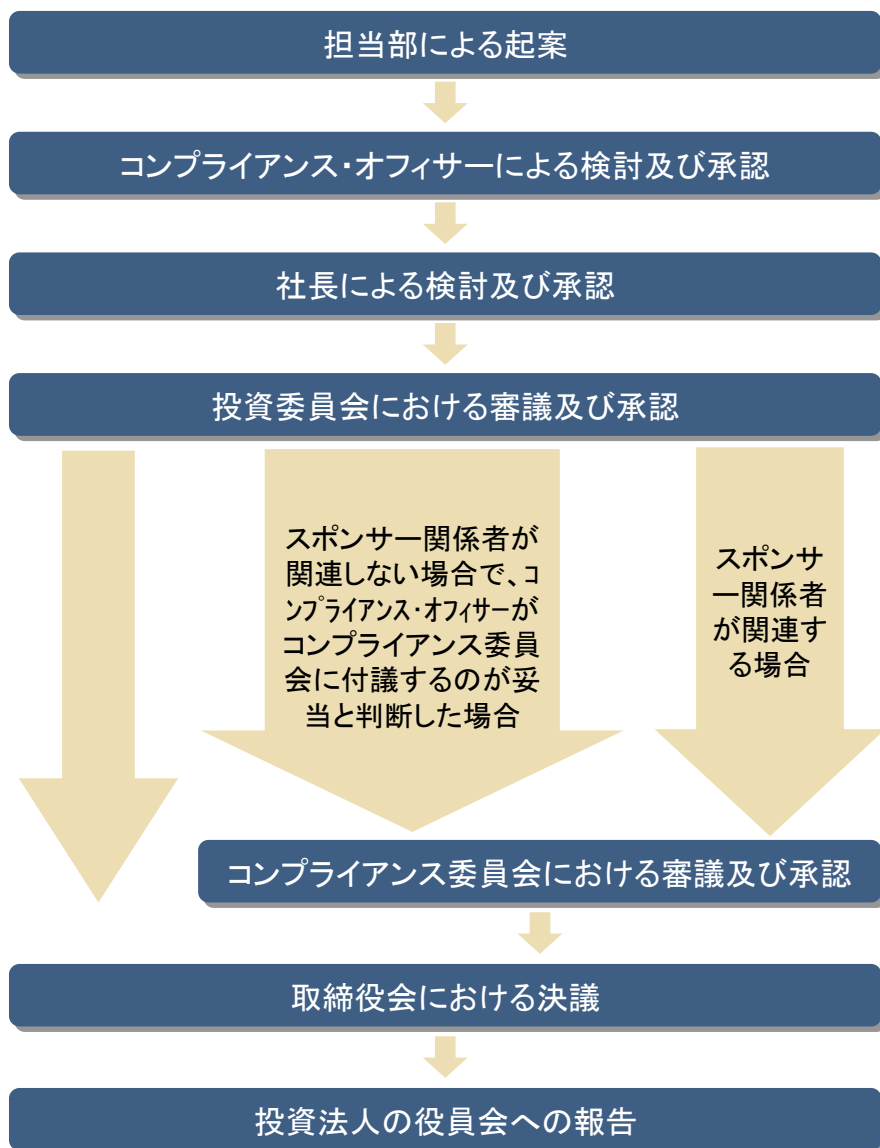 担当部による起案
コンプライアンス・オフィサーによる検討及び承認
社長による検討及び承認
投資委員会における審議及び承認
スポンサー関係者が
関連しない場合で、コ
ンプライアンス・オフィサーが
コンプライアンス委員
会に付議するのが妥
当と判断した場合
スポンサ
ー関係者
が関連す
る場合
コンプライアンス委員会における審議及び承認
取締役会における決議
投資法人の役員会への報告